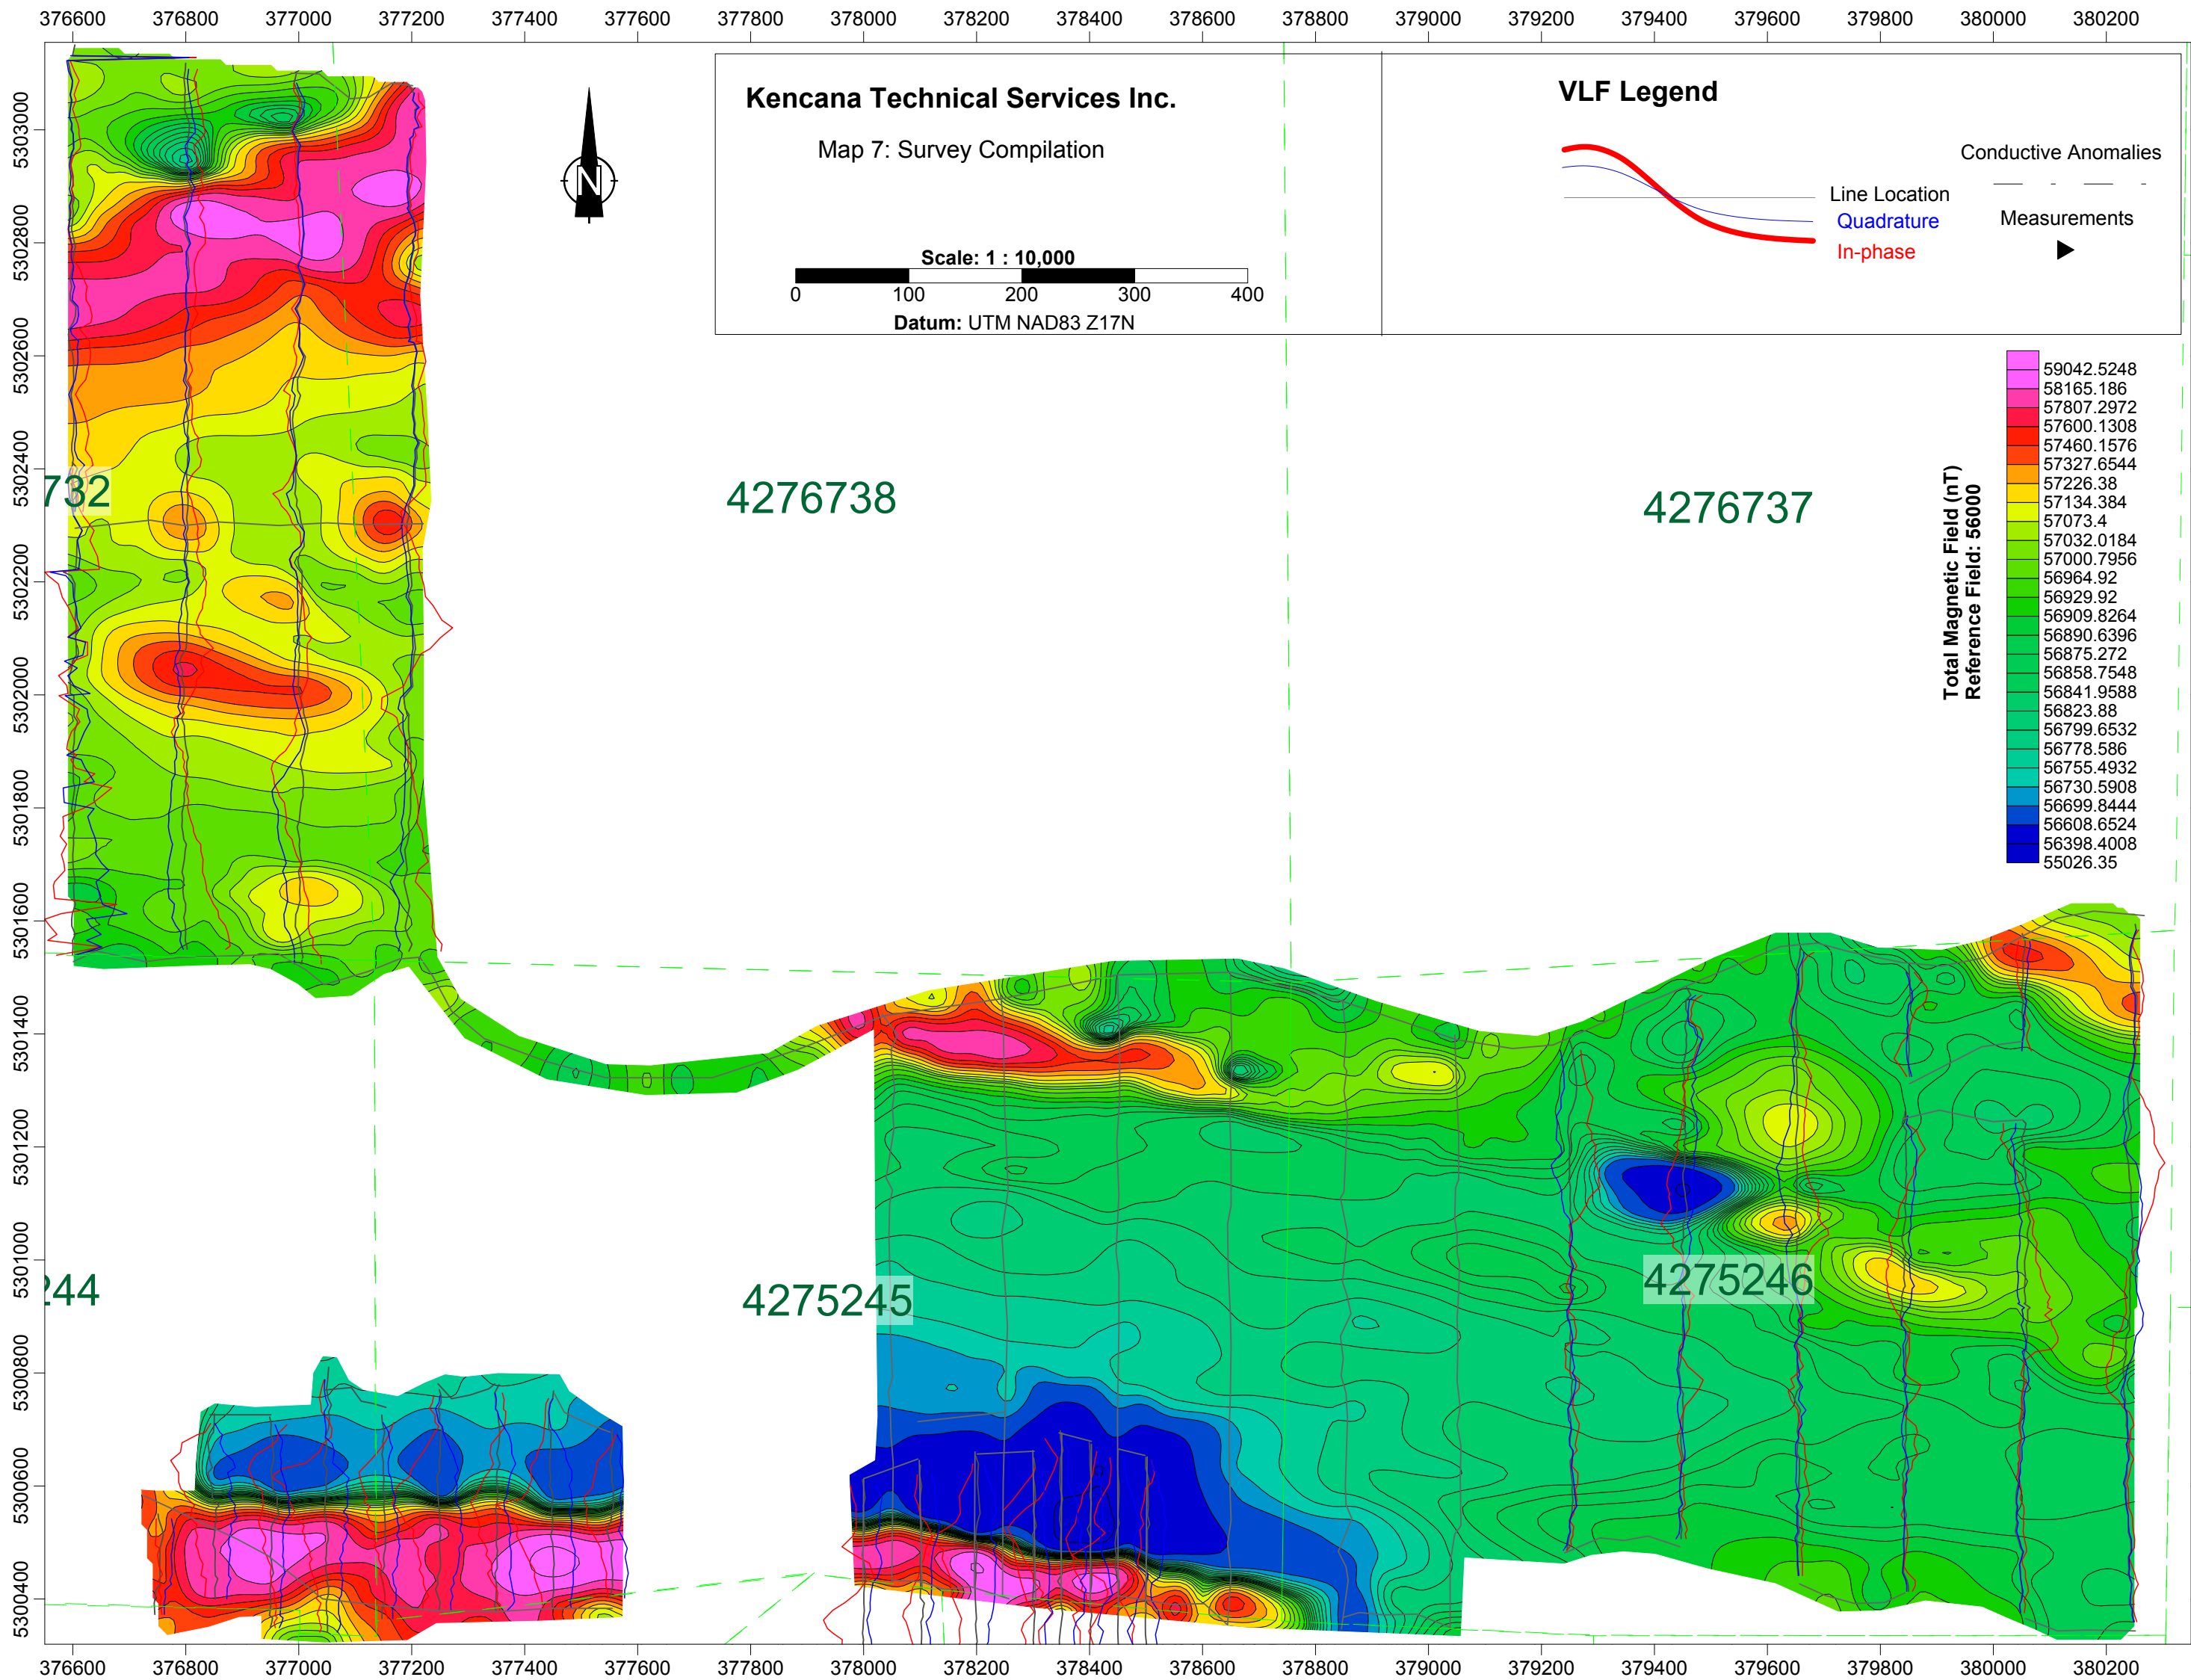 376600 376800 377000 377200 377400 377600 377800 378000 378200 378400 378600 378800 379000 379200 379400 379600 379800 380000 380200
Kencana Technical Services Inc.
Map 7: Survey Compilation
N
Scale: 1 : 10,000
0 100 200 300 400
Datum: UTM NAD83 Z17N
VLF Legend
Line Location
Quadrature
In-phase
Conductive Anomalies
Measurements
5303000
5302800
5302600
5302400
5302200
5302000
5301800
5301600
5301400
5301200
5301000
5300800
5300600
5300400
732
4276738
4276737
Total Magnetic Field (nT)
Reference Field: 56000
59042.5248
58165.186
57807.2972
57600.1308
57460.1576
57327.6544
57226.38
57134.384
57073.4
57032.0184
57000.7956
56964.92
56929.92
56909.8264
56890.6396
56875.272
56858.7548
56841.9588
56823.88
56799.6532
56778.586
56755.4932
56730.5908
56699.8444
56608.6524
56398.4008
55026.35
244
4275245
4275246
376600 376800 377000 377200 377400 377600 377800 378000 378200 378400 378600 378800 379000 379200 379400 379600 379800 380000 380200